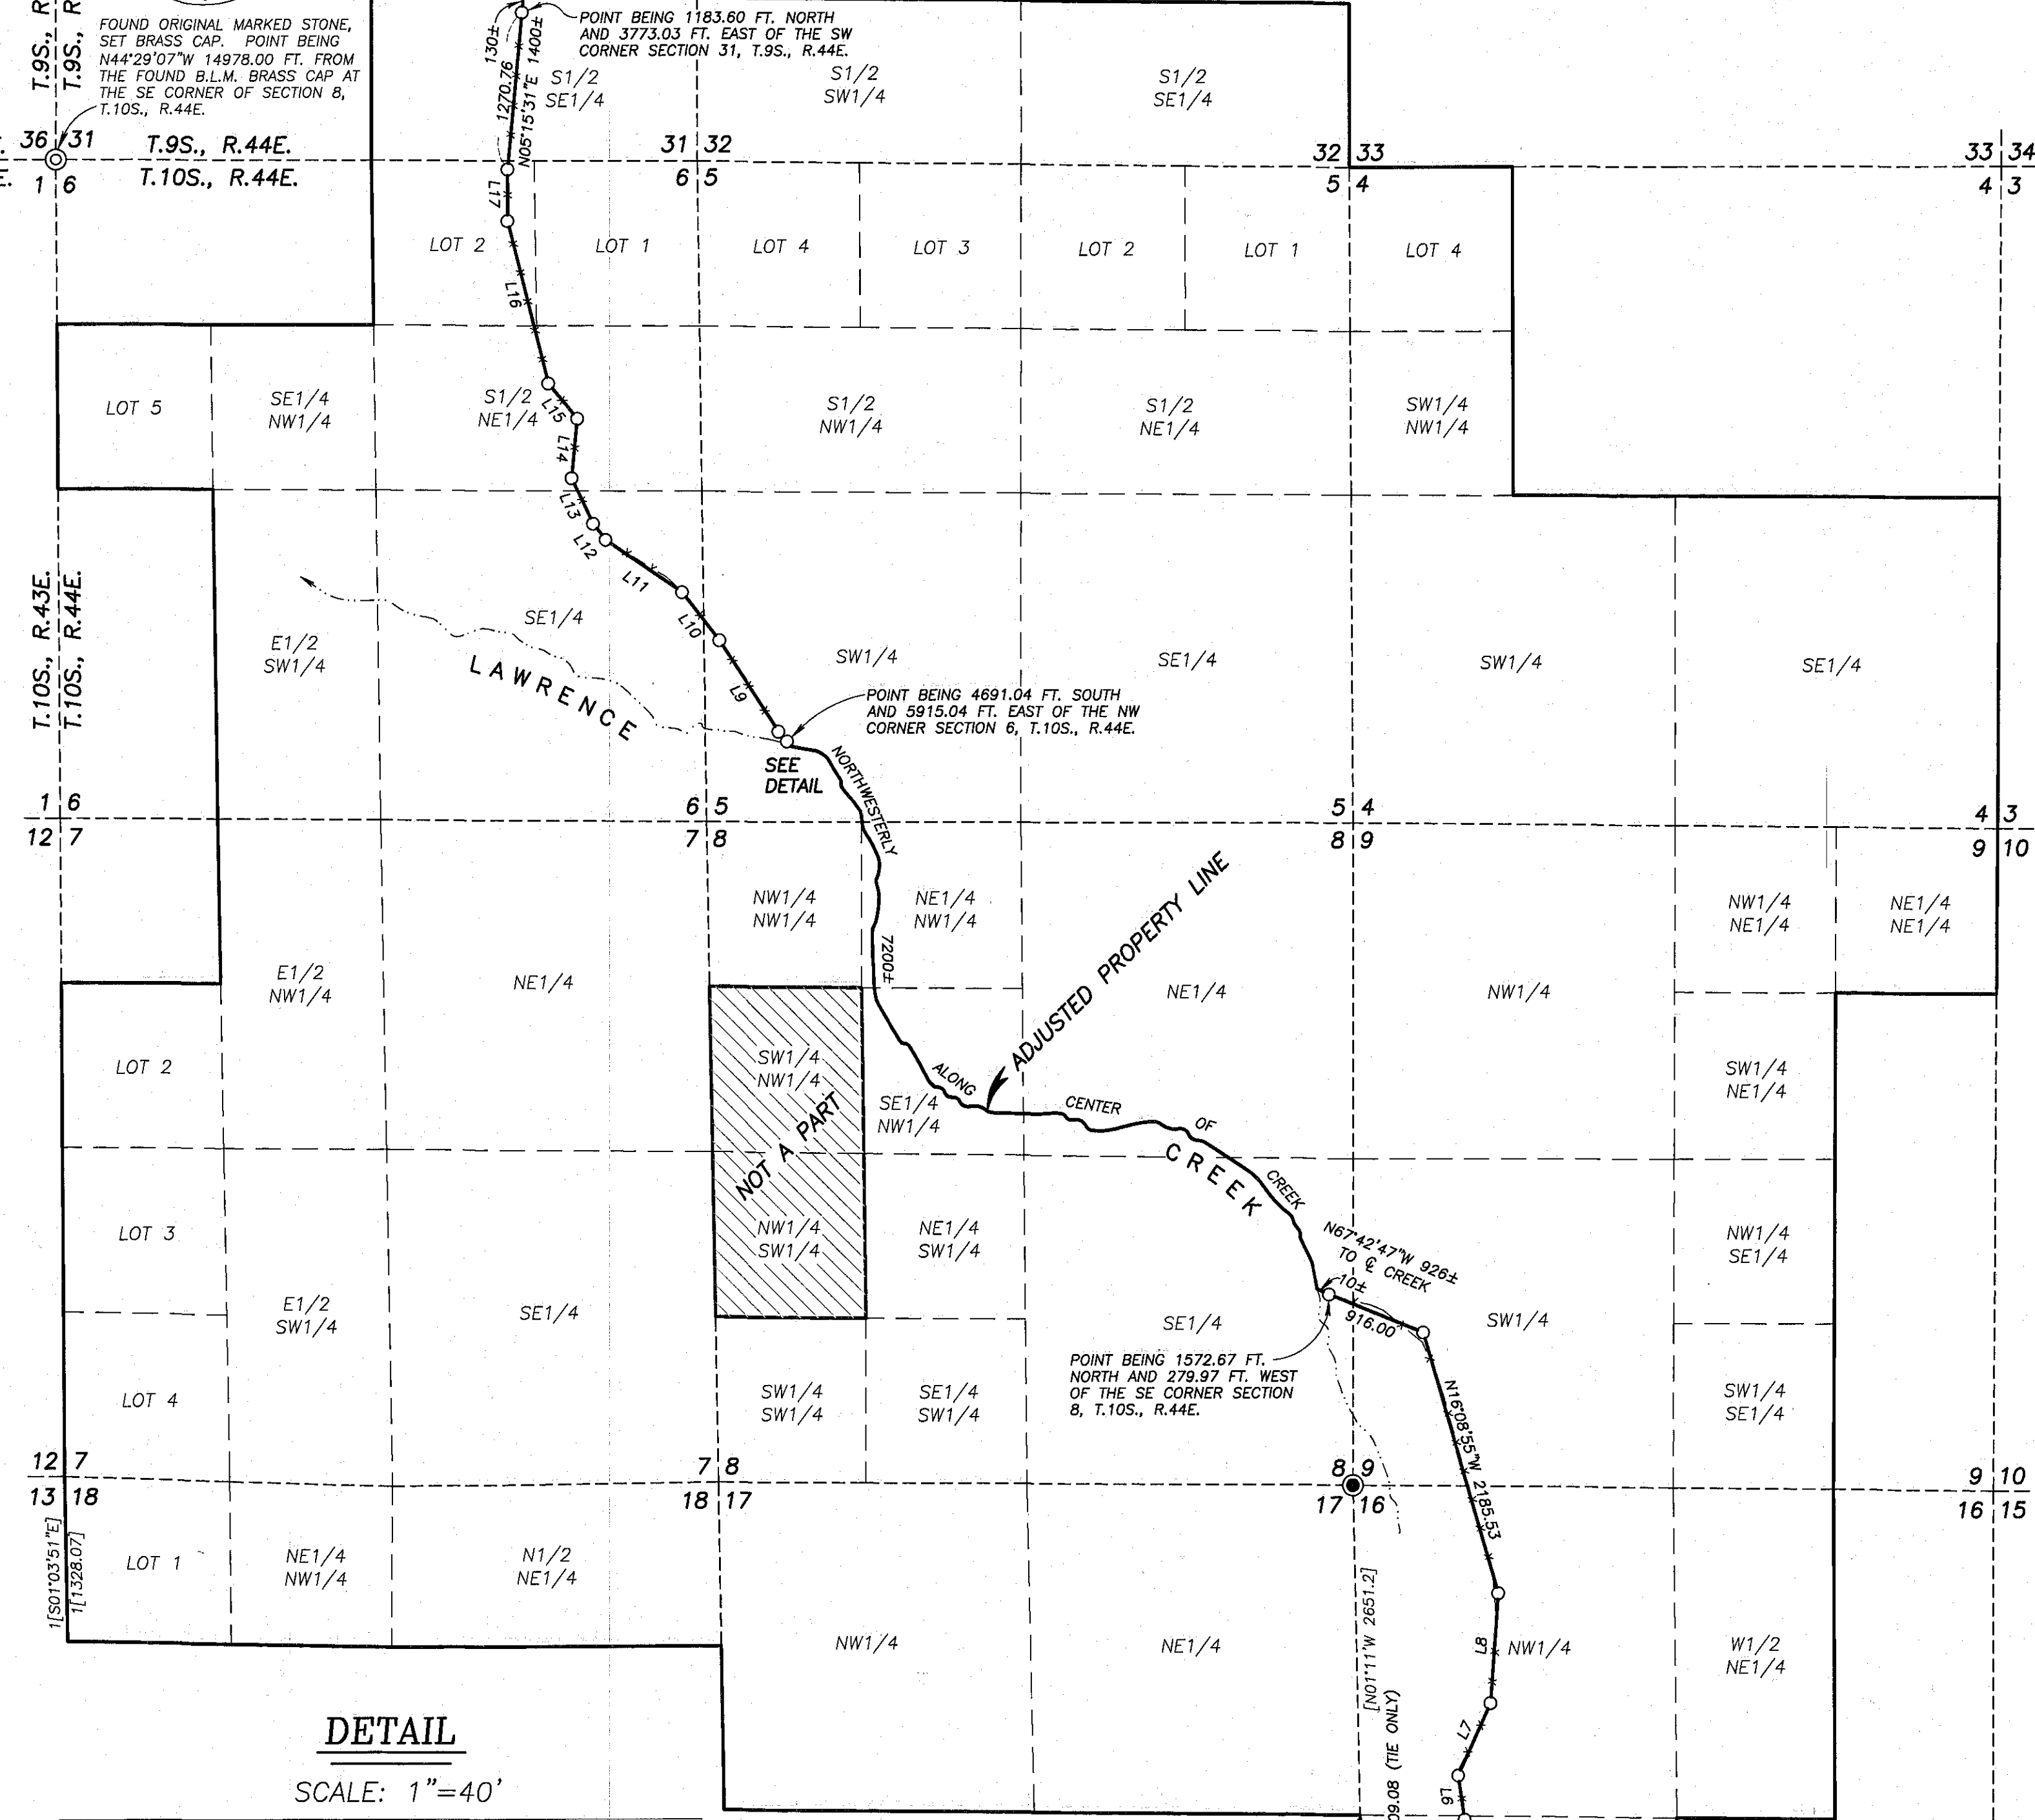 T.9S., R
T.9S., R
FOUND ORIGINAL MARKED STONE,
SET BRASS CAP. POINT BEING
N44°29'07"W 14978.00 FT. FROM
THE FOUND B.L.M. BRASS CAP AT
THE SE CORNER OF SECTION 8,
T.10S., R.44E.
130±
1270.76
N05°15'31"E 1400±
POINT BEING 1183.60 FT. NORTH
AND 3773.03 FT. EAST OF THE SW
CORNER SECTION 31, T.9S., R.44E.
S1/2
SE1/4
S1/2
SW1/4
S1/2
SE1/4
36 31
T.9S., R.44E.
1 6
T.10S., R.44E.
31 32
6 5
32 33
5 4
33 34
4 3
L17
LOT 2
LOT 1
LOT 4
LOT 3
LOT 2
LOT 1
LOT 4
L16
LOT 5
SE1/4
NW1/4
S1/2
NE1/4
L15
L14
S1/2
NW1/4
S1/2
NE1/4
SW1/4
NW1/4
L13
L12
L11
L10
L9
T.10S., R.43E.
T.10S., R.44E.
E1/2
SW1/4
SE1/4
LAWRENCE
SW1/4
SE1/4
SW1/4
SE1/4
POINT BEING 4691.04 FT. SOUTH
AND 5915.04 FT. EAST OF THE NW
CORNER SECTION 6, T.10S., R.44E.
SEE
DETAIL
NORTHWESTERLY
1 6
12 7
6 5
7 8
5 4
8 9
4 3
9 10
NW1/4
NW1/4
NE1/4
NW1/4
7200±
ADJUSTED PROPERTY LINE
NW1/4
NE1/4
NE1/4
NE1/4
E1/2
NW1/4
NE1/4
NE1/4
NW1/4
LOT 2
SW1/4
NW1/4
NOT A PART
SE1/4
NW1/4
ALONG
CENTER
OF
CREEK
CREEK
SW1/4
NE1/4
LOT 3
NW1/4
SW1/4
NE1/4
SW1/4
N67°42'47"W 926±
TO ℄ CREEK
10±
916.00
NW1/4
SE1/4
E1/2
SW1/4
SE1/4
SE1/4
SW1/4
POINT BEING 1572.67 FT.
NORTH AND 279.97 FT. WEST
OF THE SE CORNER SECTION
8, T.10S., R.44E.
LOT 4
SW1/4
SW1/4
SE1/4
SW1/4
N16°08'55"W 2185.53
SW1/4
SE1/4
12 7
13 18
7 8
18 17
8 9
17 16
9 10
16 15
1[S01°03'51"E]
1[1328.07]
LOT 1
NE1/4
NW1/4
N1/2
NE1/4
NW1/4
NE1/4
[N01°11'W 2651.2]
09.08 (TIE ONLY)
L8
NW1/4
W1/2
NE1/4
L7
L6
DETAIL
SCALE: 1"=40'